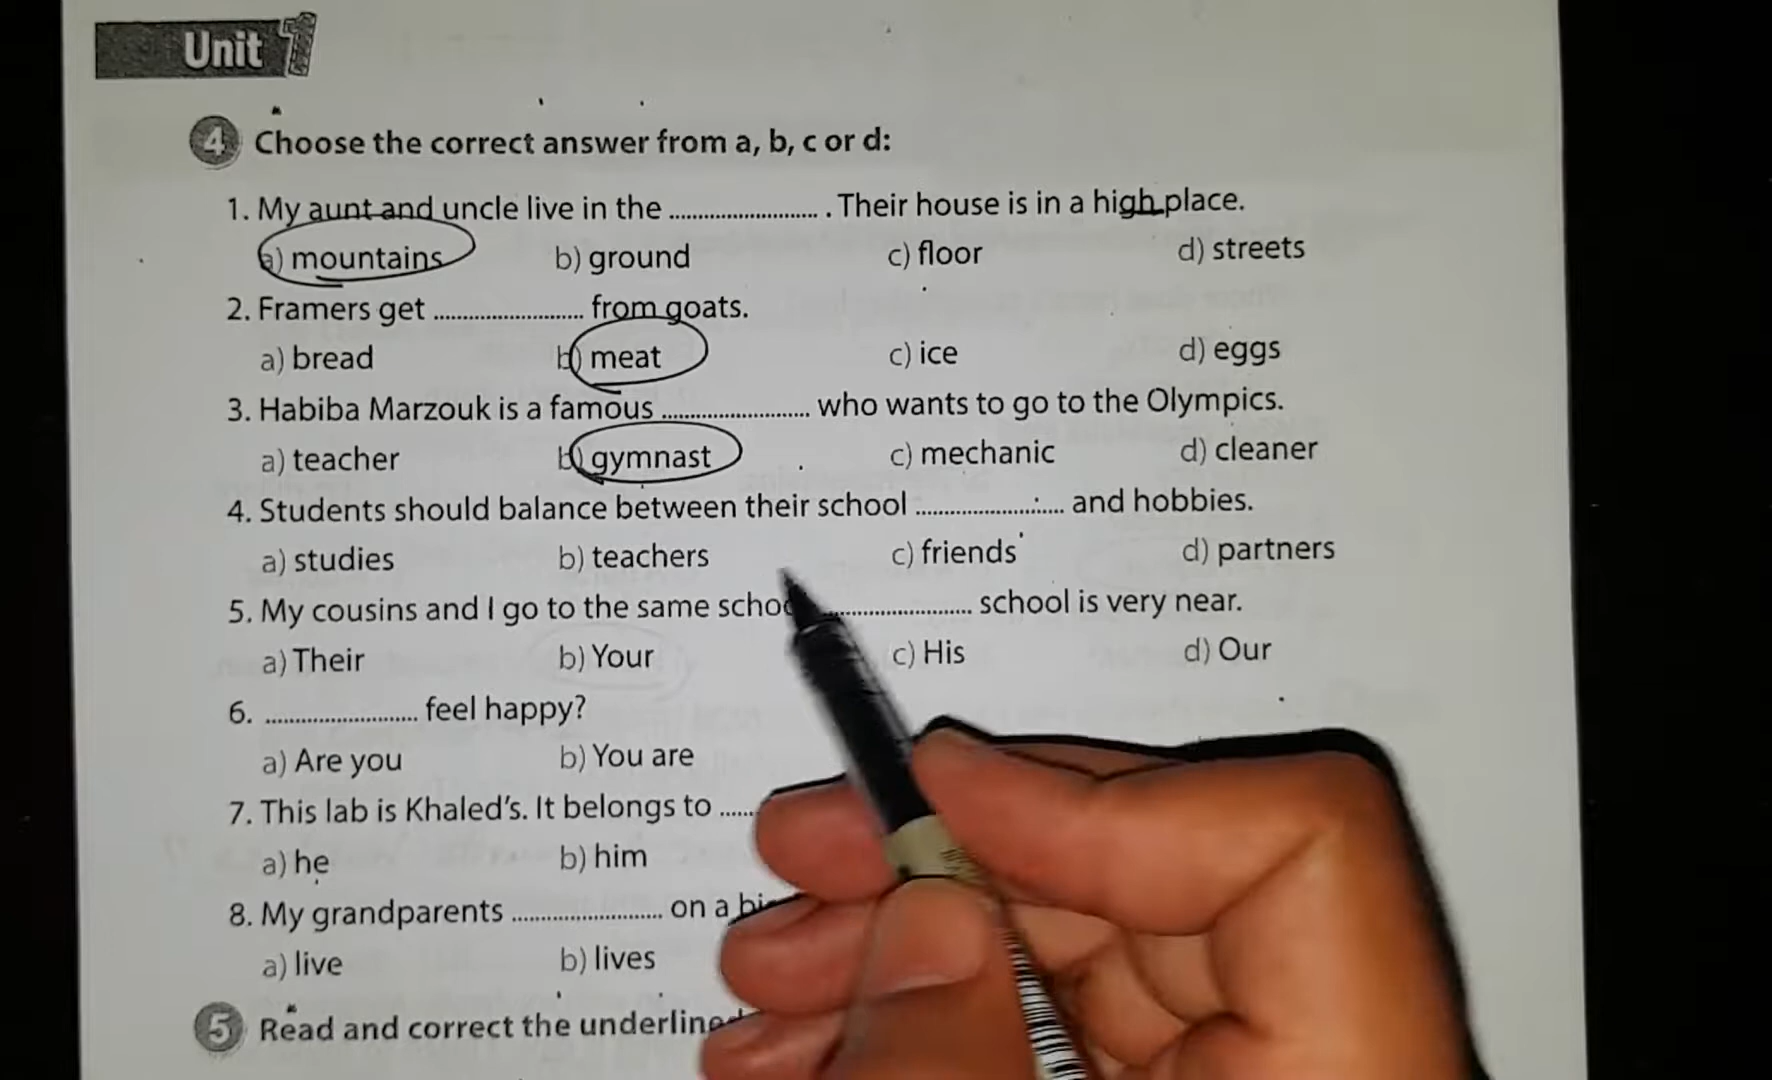 Unit 1
4 Choose the correct answer from a, b, c or d:
1. My aunt and uncle live in the ........................ . Their house is in a high place.
a) mountains b) ground c) floor d) streets
2. Framers get ........................ from goats.
a) bread b) meat c) ice d) eggs
3. Habiba Marzouk is a famous ........................ who wants to go to the Olympics.
a) teacher b) gymnast c) mechanic d) cleaner
4. Students should balance between their school ........................ and hobbies.
a) studies b) teachers c) friends d) partners
5. My cousins and I go to the same ........................ school is very near.
a) Their b) Your c) His d) Our
6. ........................ feel happy?
a) Are you b) You are
7. This lab is Khaled's. It belongs to ......
a) he b) him
8. My grandparents ........................ on a
a) live b) lives
5 Read and correct the